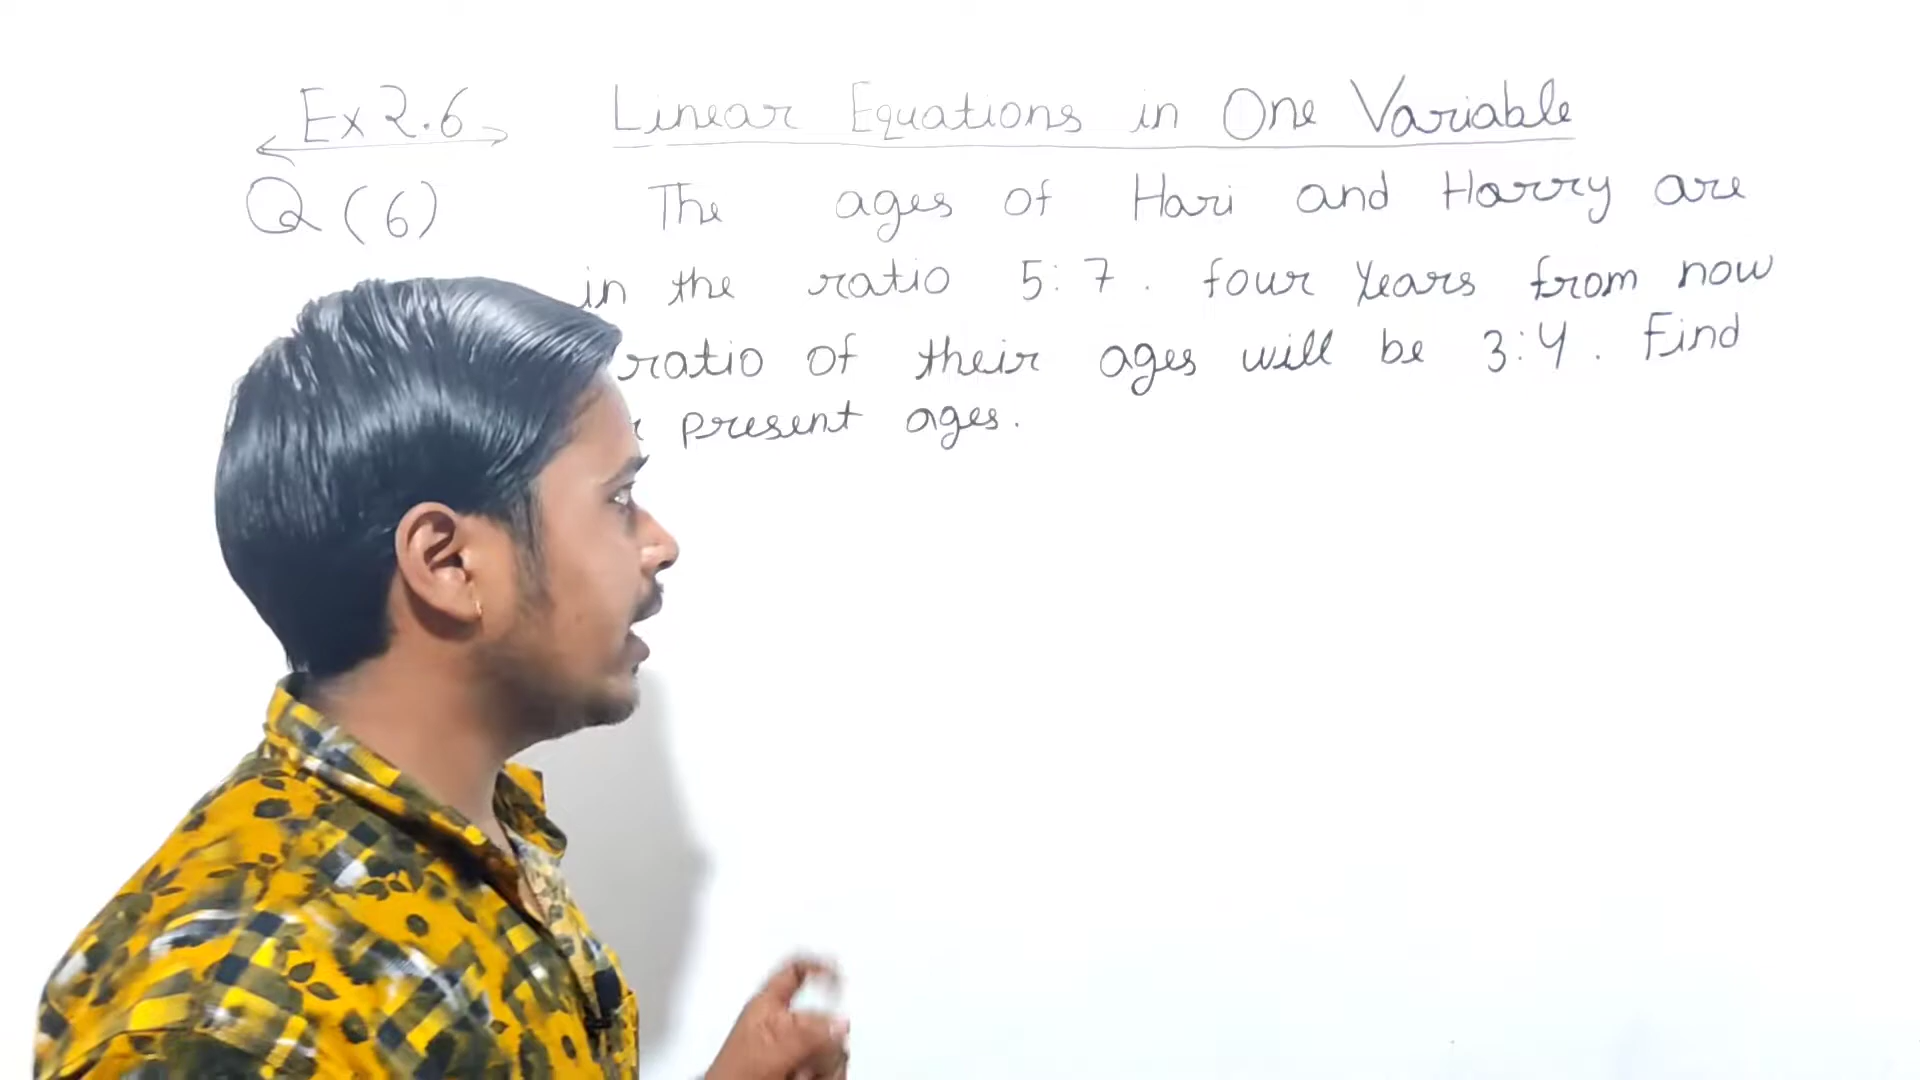 Ex 2.6 Linear Equations in One Variable
Q (6) The ages of Hari and Harry are
in the ratio 5:7. four years from now
ratio of their ages will be 3:4. Find
present ages.